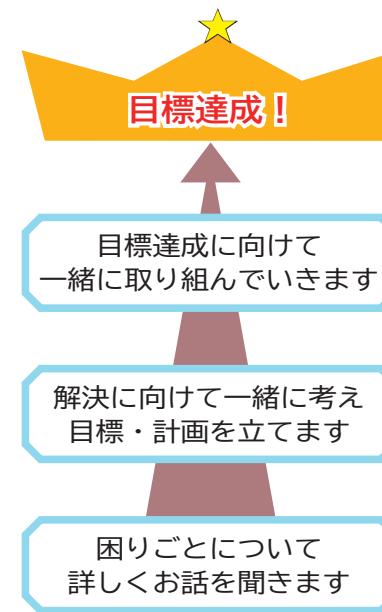 目標達成！
目標達成に向けて
一緒に取り組んでいきます
解決に向けて一緒に考え
目標・計画を立てます
困りごとについて
詳しくお話を聞きます